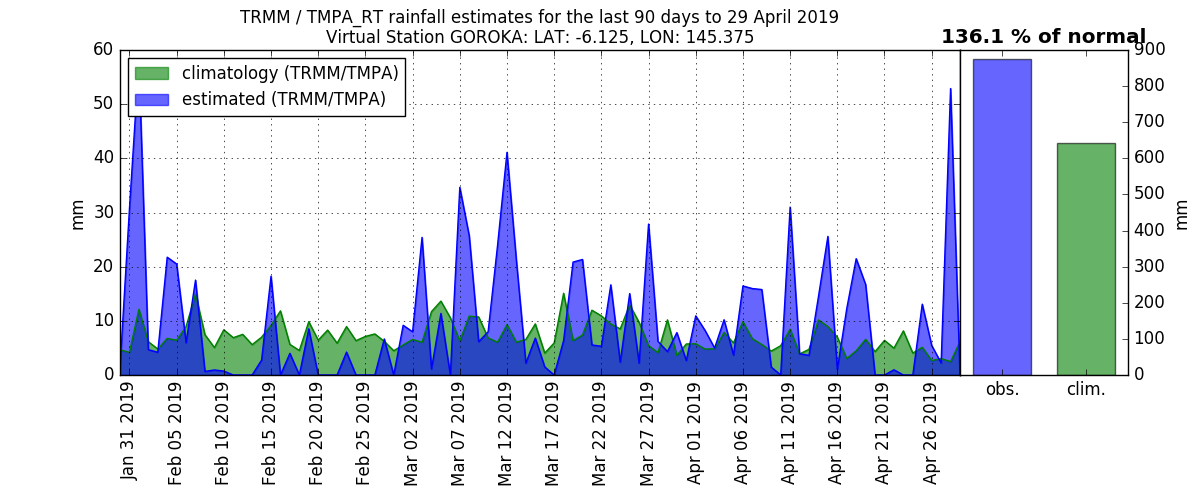 TRMM / TMPA_RT rainfall estimates for the last 90 days to 29 April 2019
Virtual Station GOROKA: LAT: -6.125, LON: 145.375
136.1 % of normal
climatology (TRMM/TMPA)
estimated (TRMM/TMPA)
60
50
40
30
20
10
0
mm
900
800
700
600
500
400
300
200
100
0
mm
Jan 31 2019
Feb 05 2019
Feb 10 2019
Feb 15 2019
Feb 20 2019
Feb 25 2019
Mar 02 2019
Mar 07 2019
Mar 12 2019
Mar 17 2019
Mar 22 2019
Mar 27 2019
Apr 01 2019
Apr 06 2019
Apr 11 2019
Apr 16 2019
Apr 21 2019
Apr 26 2019
obs.
clim.